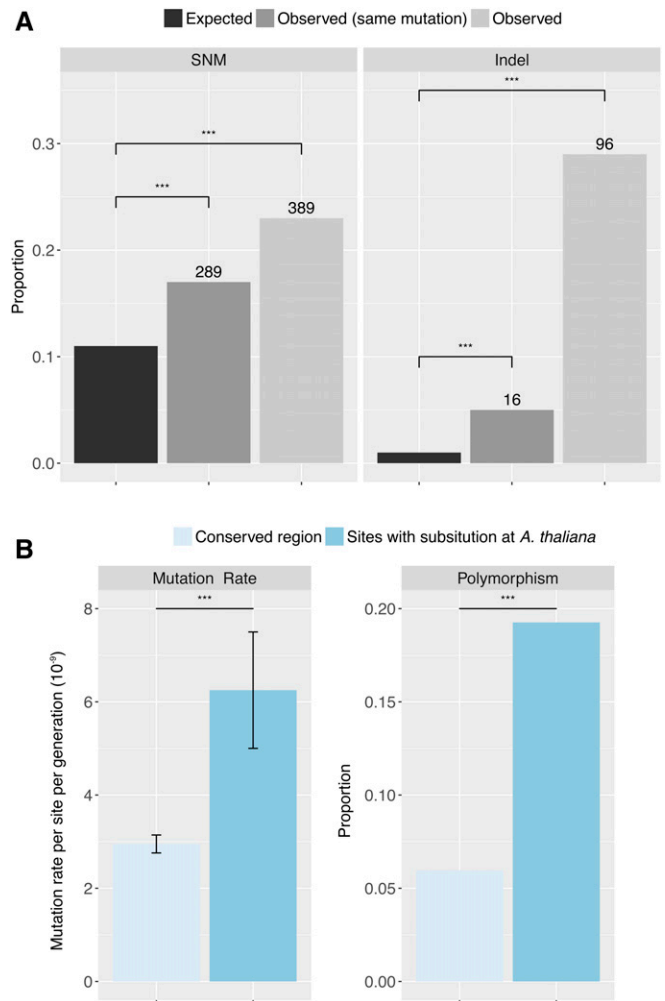 A
Expected Observed (same mutation) Observed
SNM Indel
*** ***
*** ***
289 389 16 96
Proportion
0.3
0.2
0.1
0.0
B
Conserved region Sites with subsitution at A. thaliana
Mutation Rate Polymorphism
*** ***
Mutation rate per site per generation (10⁻⁹)
8
6
4
2
0
Proportion
0.20
0.15
0.10
0.05
0.00